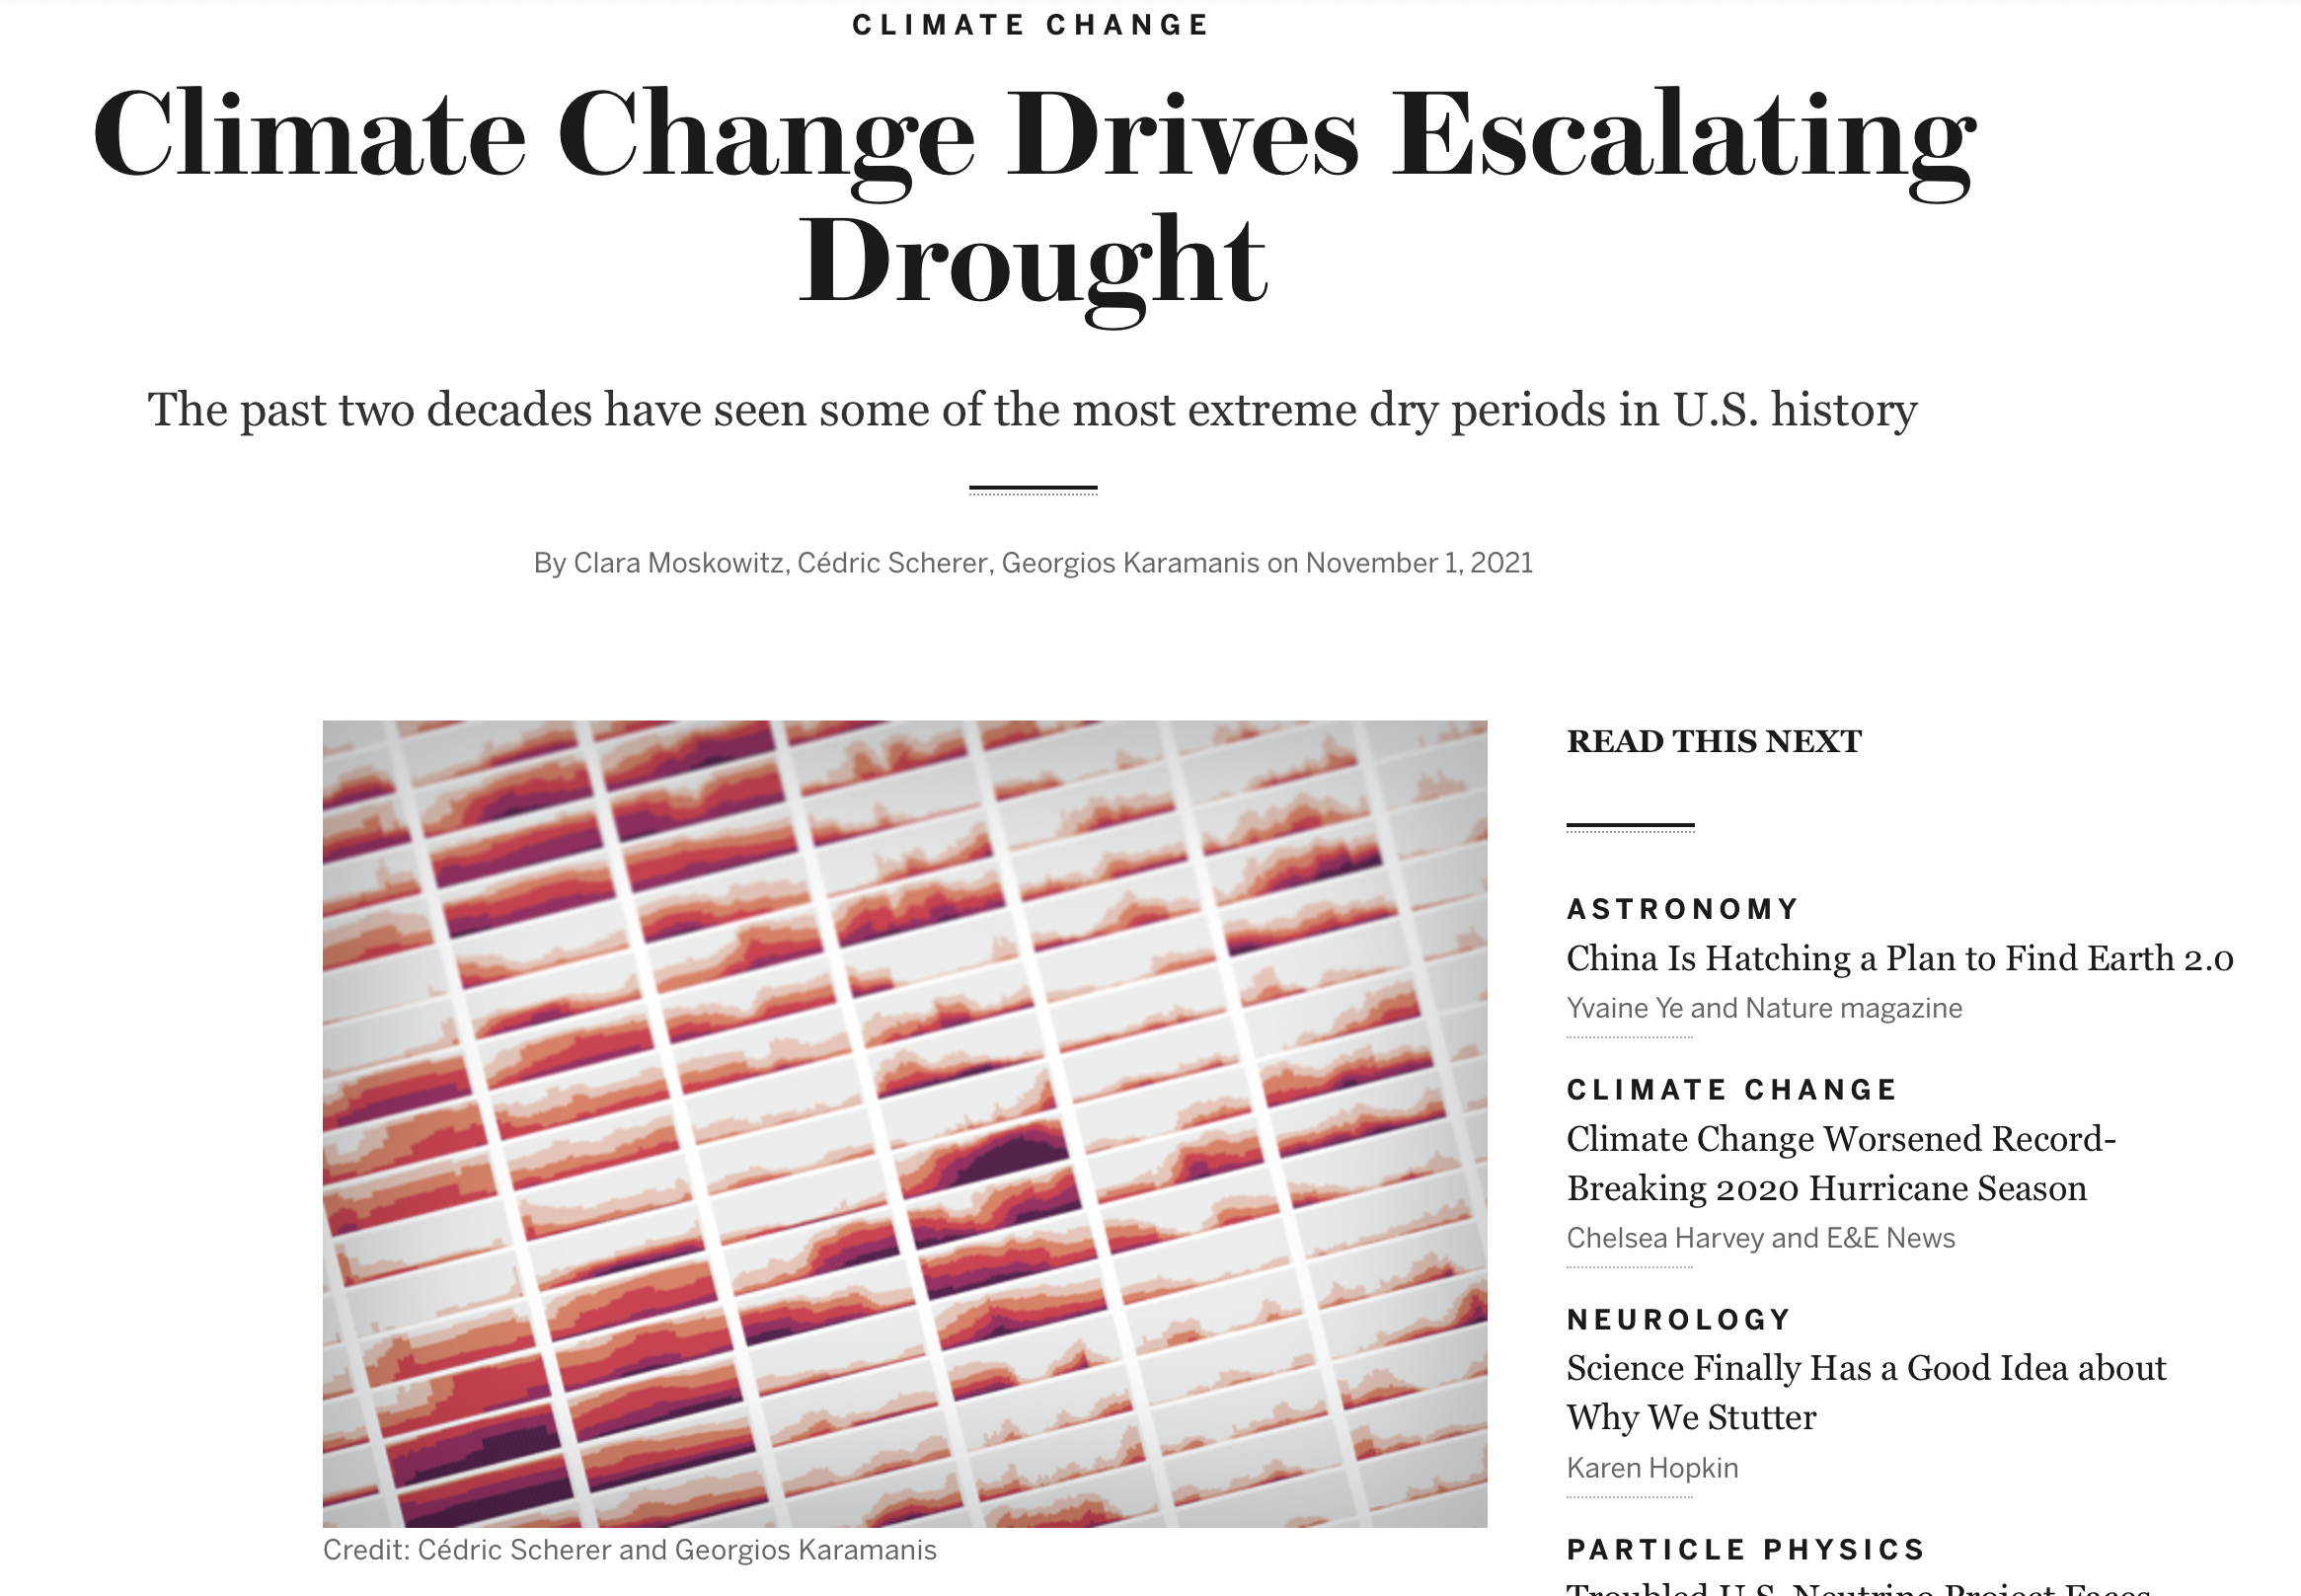 CLIMATE CHANGE
Climate Change Drives Escalating
Drought
The past two decades have seen some of the most extreme dry periods in U.S. history
By Clara Moskowitz, Cédric Scherer, Georgios Karamanis on November 1, 2021
Credit: Cédric Scherer and Georgios Karamanis
READ THIS NEXT
ASTRONOMY
China Is Hatching a Plan to Find Earth 2.0
Yvaine Ye and Nature magazine
CLIMATE CHANGE
Climate Change Worsened Record-
Breaking 2020 Hurricane Season
Chelsea Harvey and E&E News
NEUROLOGY
Science Finally Has a Good Idea about
Why We Stutter
Karen Hopkin
PARTICLE PHYSICS
Troubled U.S. Neutrino Project Faces